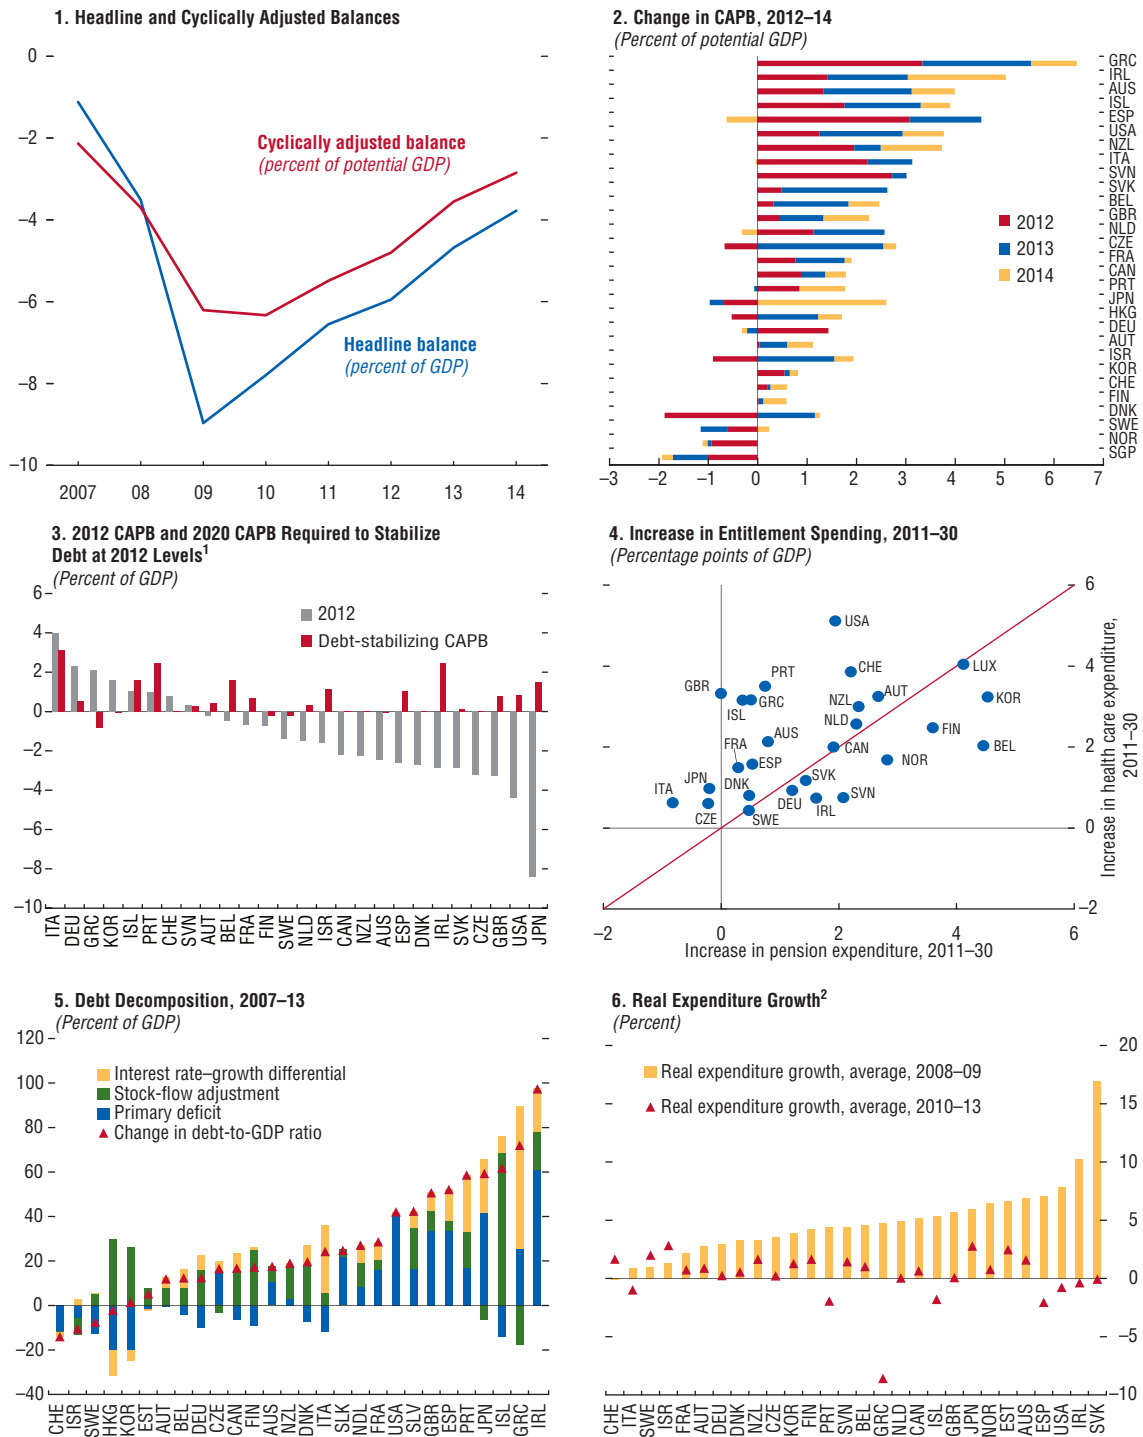 1. Headline and Cyclically Adjusted Balances
0
–2
–4
–6
–8
–10
Cyclically adjusted balance
(percent of potential GDP)
Headline balance
(percent of GDP)
2007 08 09 10 11 12 13 14
2. Change in CAPB, 2012–14
(Percent of potential GDP)
GRC
IRL
AUS
ISL
ESP
USA
NZL
ITA
SVN
SVK
BEL
GBR
NLD
CZE
FRA
CAN
PRT
JPN
HKG
DEU
AUT
ISR
KOR
CHE
FIN
DNK
SWE
NOR
SGP
2012
2013
2014
–3 –2 –1 0 1 2 3 4 5 6 7
3. 2012 CAPB and 2020 CAPB Required to Stabilize
Debt at 2012 Levels1
(Percent of GDP)
6
4
2
0
–2
–4
–6
–8
–10
2012
Debt-stabilizing CAPB
ITA DEU GRC KOR ISL PRT CHE SVN AUT BEL FRA FIN SWE NLD ISR CAN NZL AUS ESP DNK IRL SVK CZE GBR USA JPN
4. Increase in Entitlement Spending, 2011–30
(Percentage points of GDP)
6
4
2
0
–2
USA
CHE
LUX
PRT
GBR
ISL
GRC
NZL
AUT
KOR
NLD
FIN
AUS
FRA
CAN
BEL
ESP
NOR
JPN
DNK
SVK
ITA
CZE
SWE
DEU
IRL
SVN
Increase in health care expenditure,
2011–30
–2 0 2 4 6
Increase in pension expenditure, 2011–30
5. Debt Decomposition, 2007–13
(Percent of GDP)
120
100
80
60
40
20
0
–20
–40
Interest rate–growth differential
Stock-flow adjustment
Primary deficit
Change in debt-to-GDP ratio
CHE ISR SWE HKG KOR EST AUT BEL DEU CZE CAN FIN AUS NZL DNK ITA SLK NDL FRA USA SLV GBR ESP PRT JPN ISL GRC IRL
6. Real Expenditure Growth2
(Percent)
20
15
10
5
0
–5
–10
Real expenditure growth, average, 2008–09
Real expenditure growth, average, 2010–13
CHE ITA SWE ISR FRA AUT DEU DNK NZL CZE KOR FIN PRT SVN BEL GRC NLD CAN ISL GBR JPN NOR EST AUS ESP USA IRL SVK